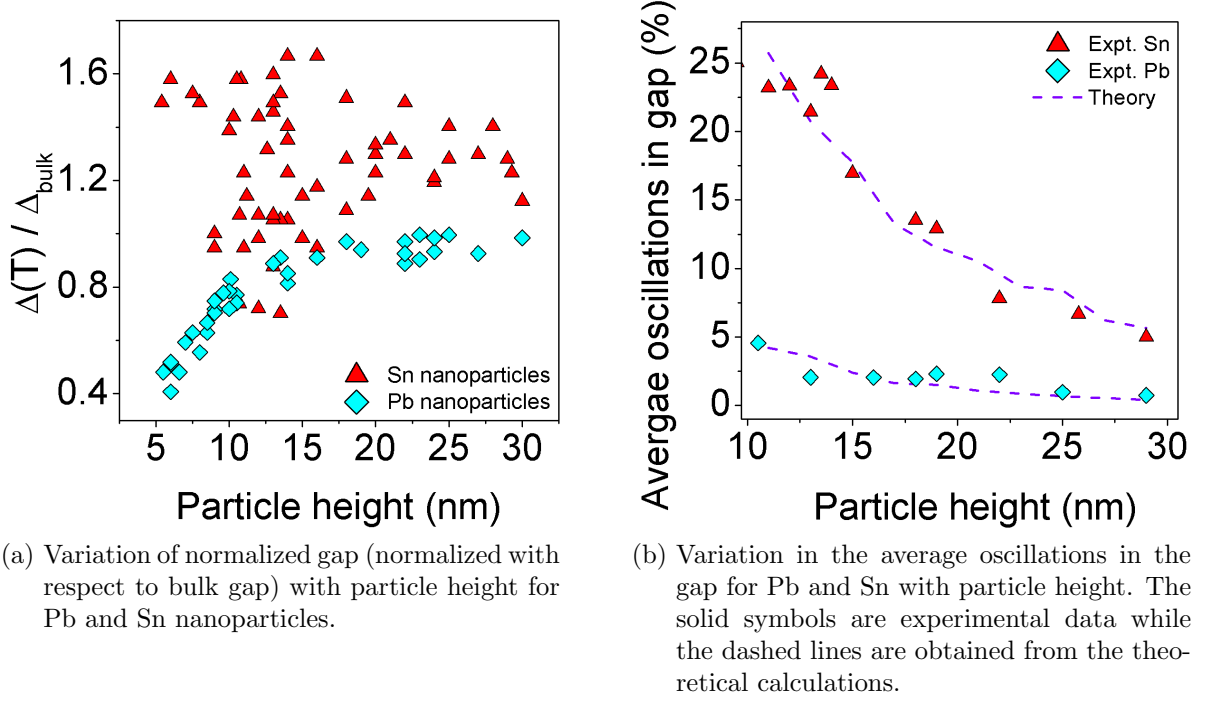 Δ(T) / Δbulk
1.6
1.2
0.8
0.4
Sn nanoparticles
Pb nanoparticles
5 10 15 20 25 30
Particle height (nm)
(a) Variation of normalized gap (normalized with
respect to bulk gap) with particle height for
Pb and Sn nanoparticles.
Avergae oscillations in gap (%)
25
20
15
10
5
0
Expt. Sn
Expt. Pb
Theory
10 15 20 25 30
Particle height (nm)
(b) Variation in the average oscillations in the
gap for Pb and Sn with particle height. The
solid symbols are experimental data while
the dashed lines are obtained from the theo-
retical calculations.